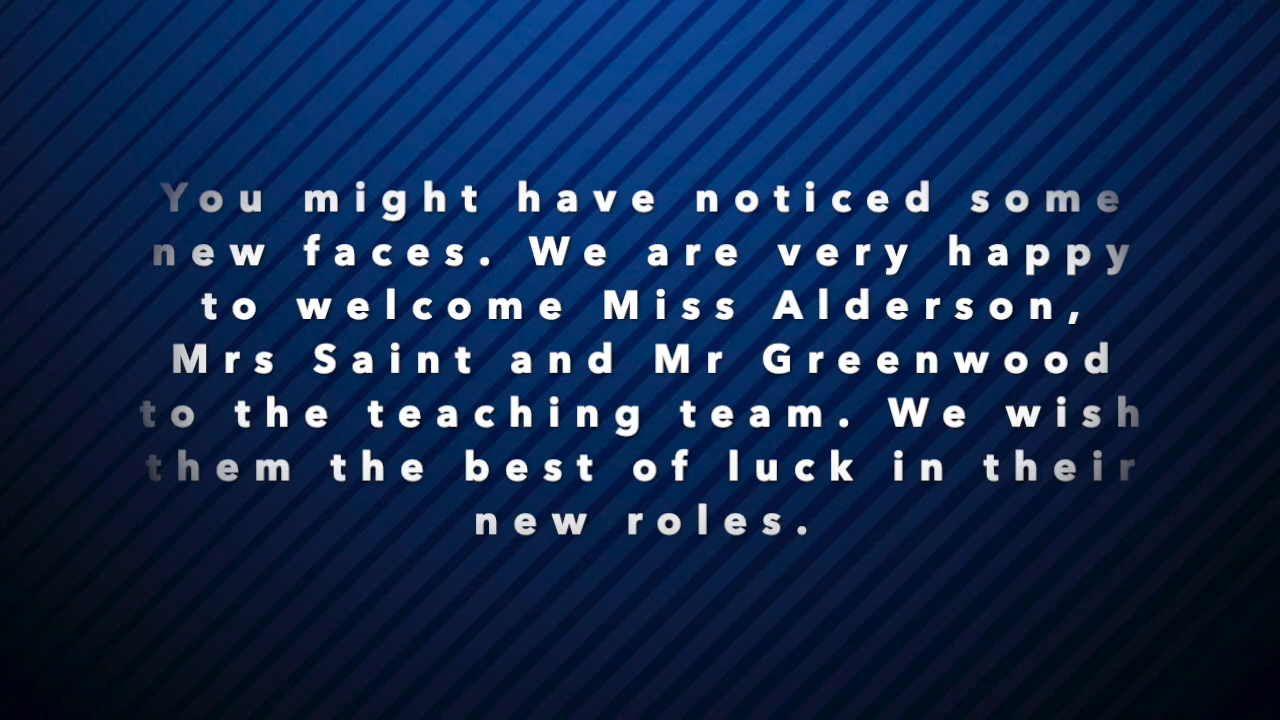 You might have noticed some
new faces. We are very happy
to welcome Miss Alderson,
Mrs Saint and Mr Greenwood
to the teaching team. We wish
them the best of luck in their
new roles.